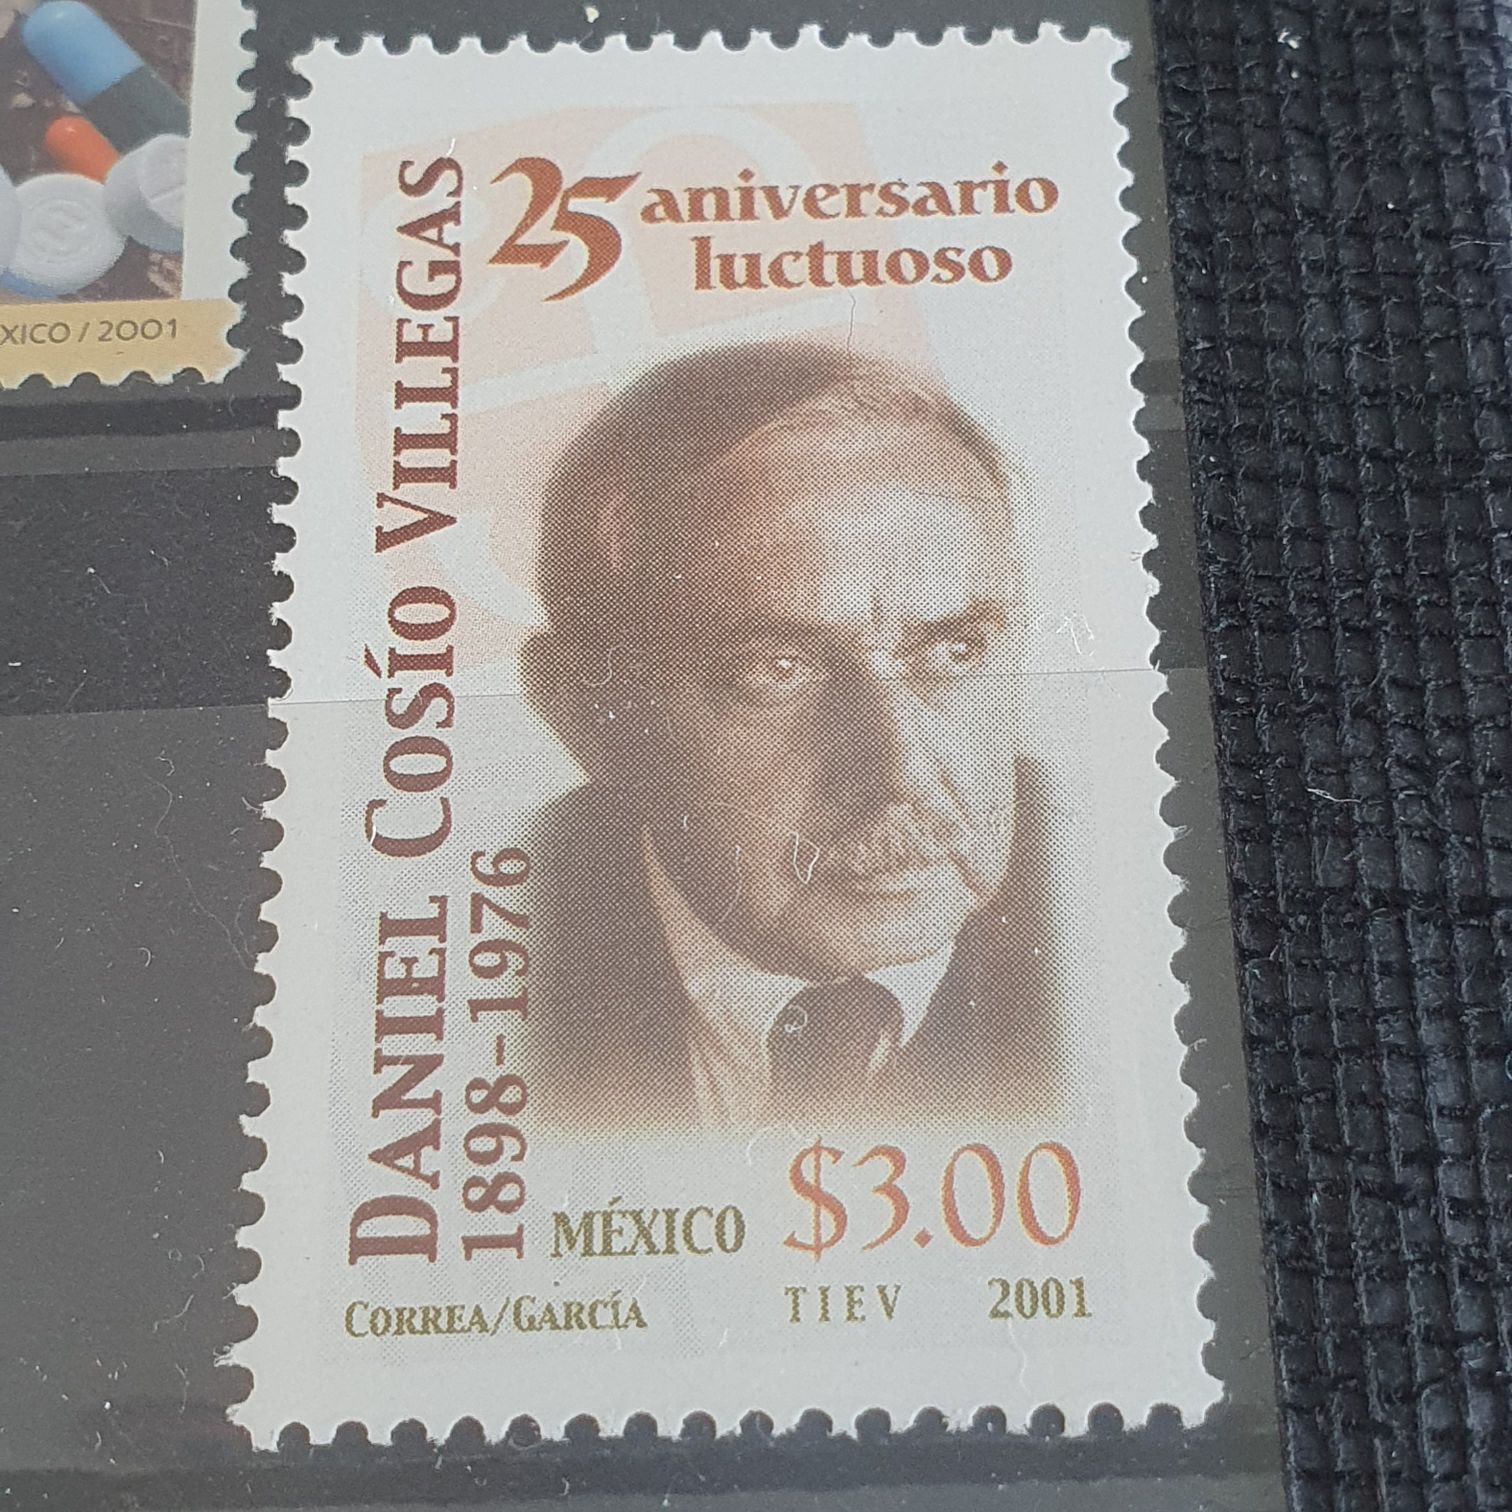 25 aniversario
luctuoso
DANIEL COSÍO VILLEGAS
1898-1976
MÉXICO $3.00
CORREA/GARCÍA TIEV 2001
XICO / 2001